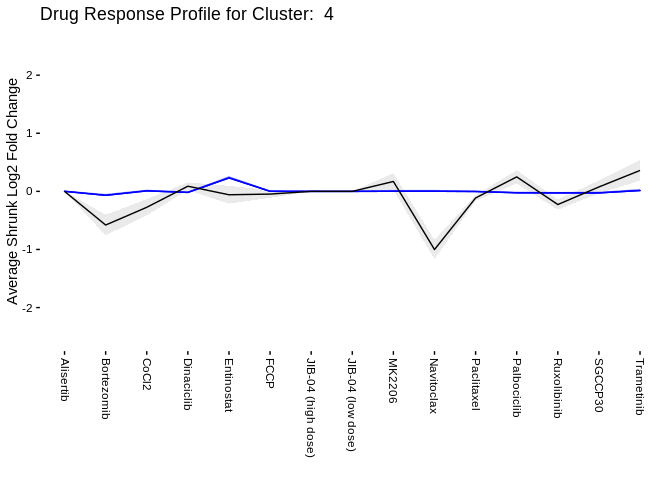 Drug Response Profile for Cluster:  4
Average Shrunk Log2 Fold Change
2
1
0
-1
-2
Alisertib
Bortezomib
CoCl2
Dinaciclib
Entinostat
FCCP
JIB-04 (high dose)
JIB-04 (low dose)
MK2206
Navitoclax
Paclitaxel
Palbociclib
Ruxolibinib
SGCCP30
Trametinib